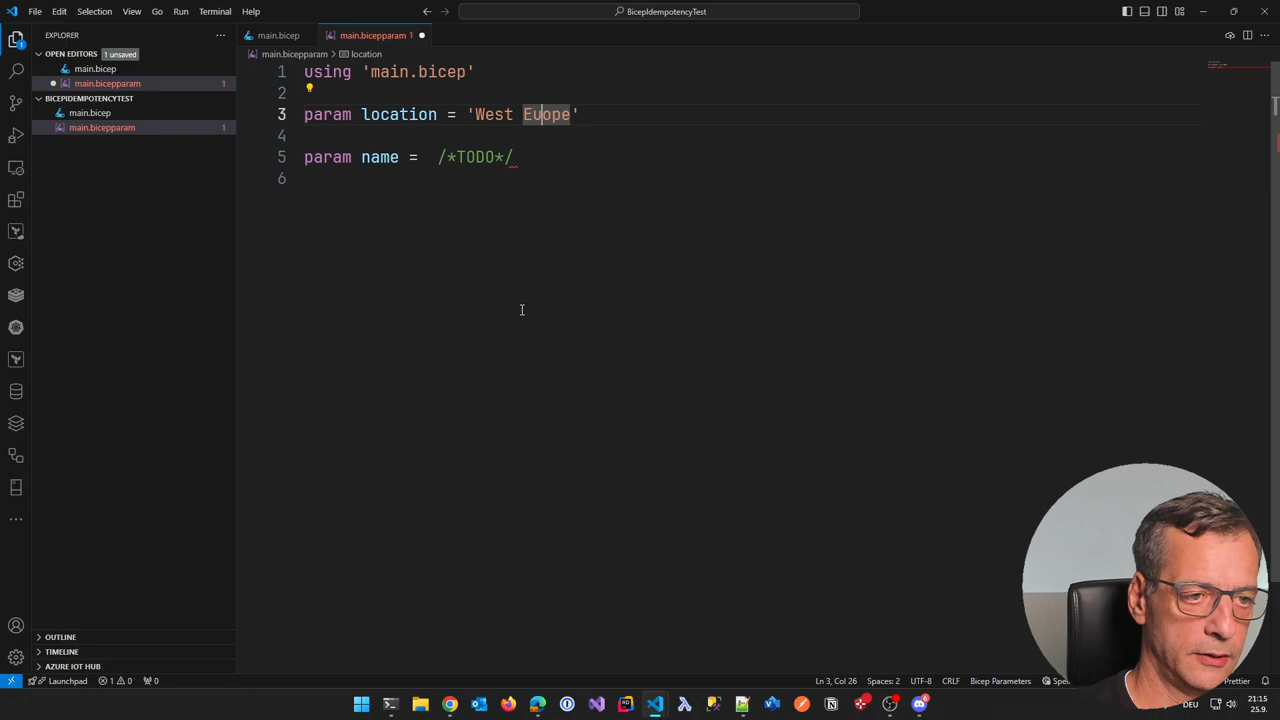 File Edit Selection View Go Run Terminal Help
BicepIdempotencyTest
EXPLORER
OPEN EDITORS 1 unsaved
main.bicep
main.bicepparam 1
BICEPIDEMPOTENCYTEST
main.bicep
main.bicepparam 1
OUTLINE
TIMELINE
AZURE IOT HUB
main.bicep
main.bicepparam 1
main.bicepparam location
1 using 'main.bicep'
2
3 param location = 'West Euope'
4
5 param name = /*TODO*/
6
Launchpad 1 0 0
Ln 3, Col 26 Spaces: 2 UTF-8 CRLF Bicep Parameters Prettier
DEU
21:15
25.9.